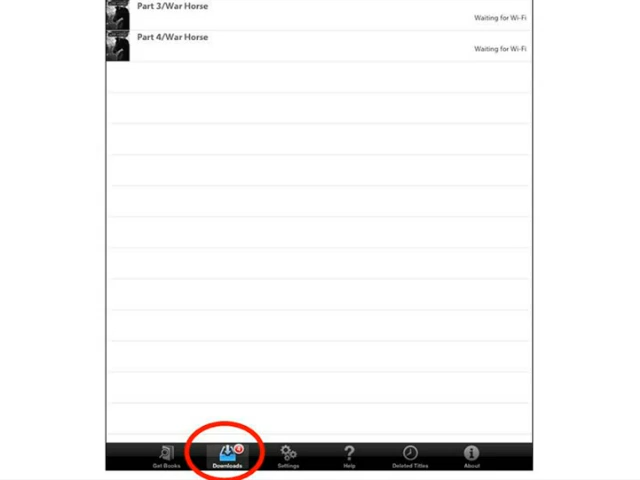 Part 3/War Horse
Waiting for Wi-Fi
Part 4/War Horse
Waiting for Wi-Fi
Get Books
Downloads
Settings
Help
Deleted Titles
About